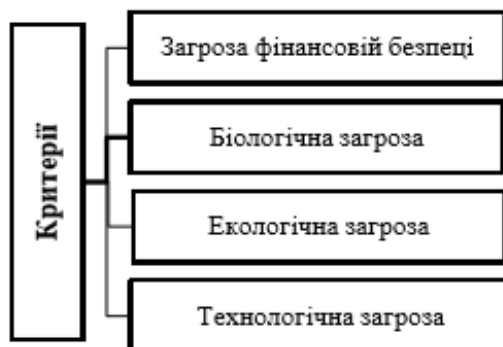 Критерії
Загроза фінансовій безпеці
Біологічна загроза
Екологічна загроза
Технологічна загроза